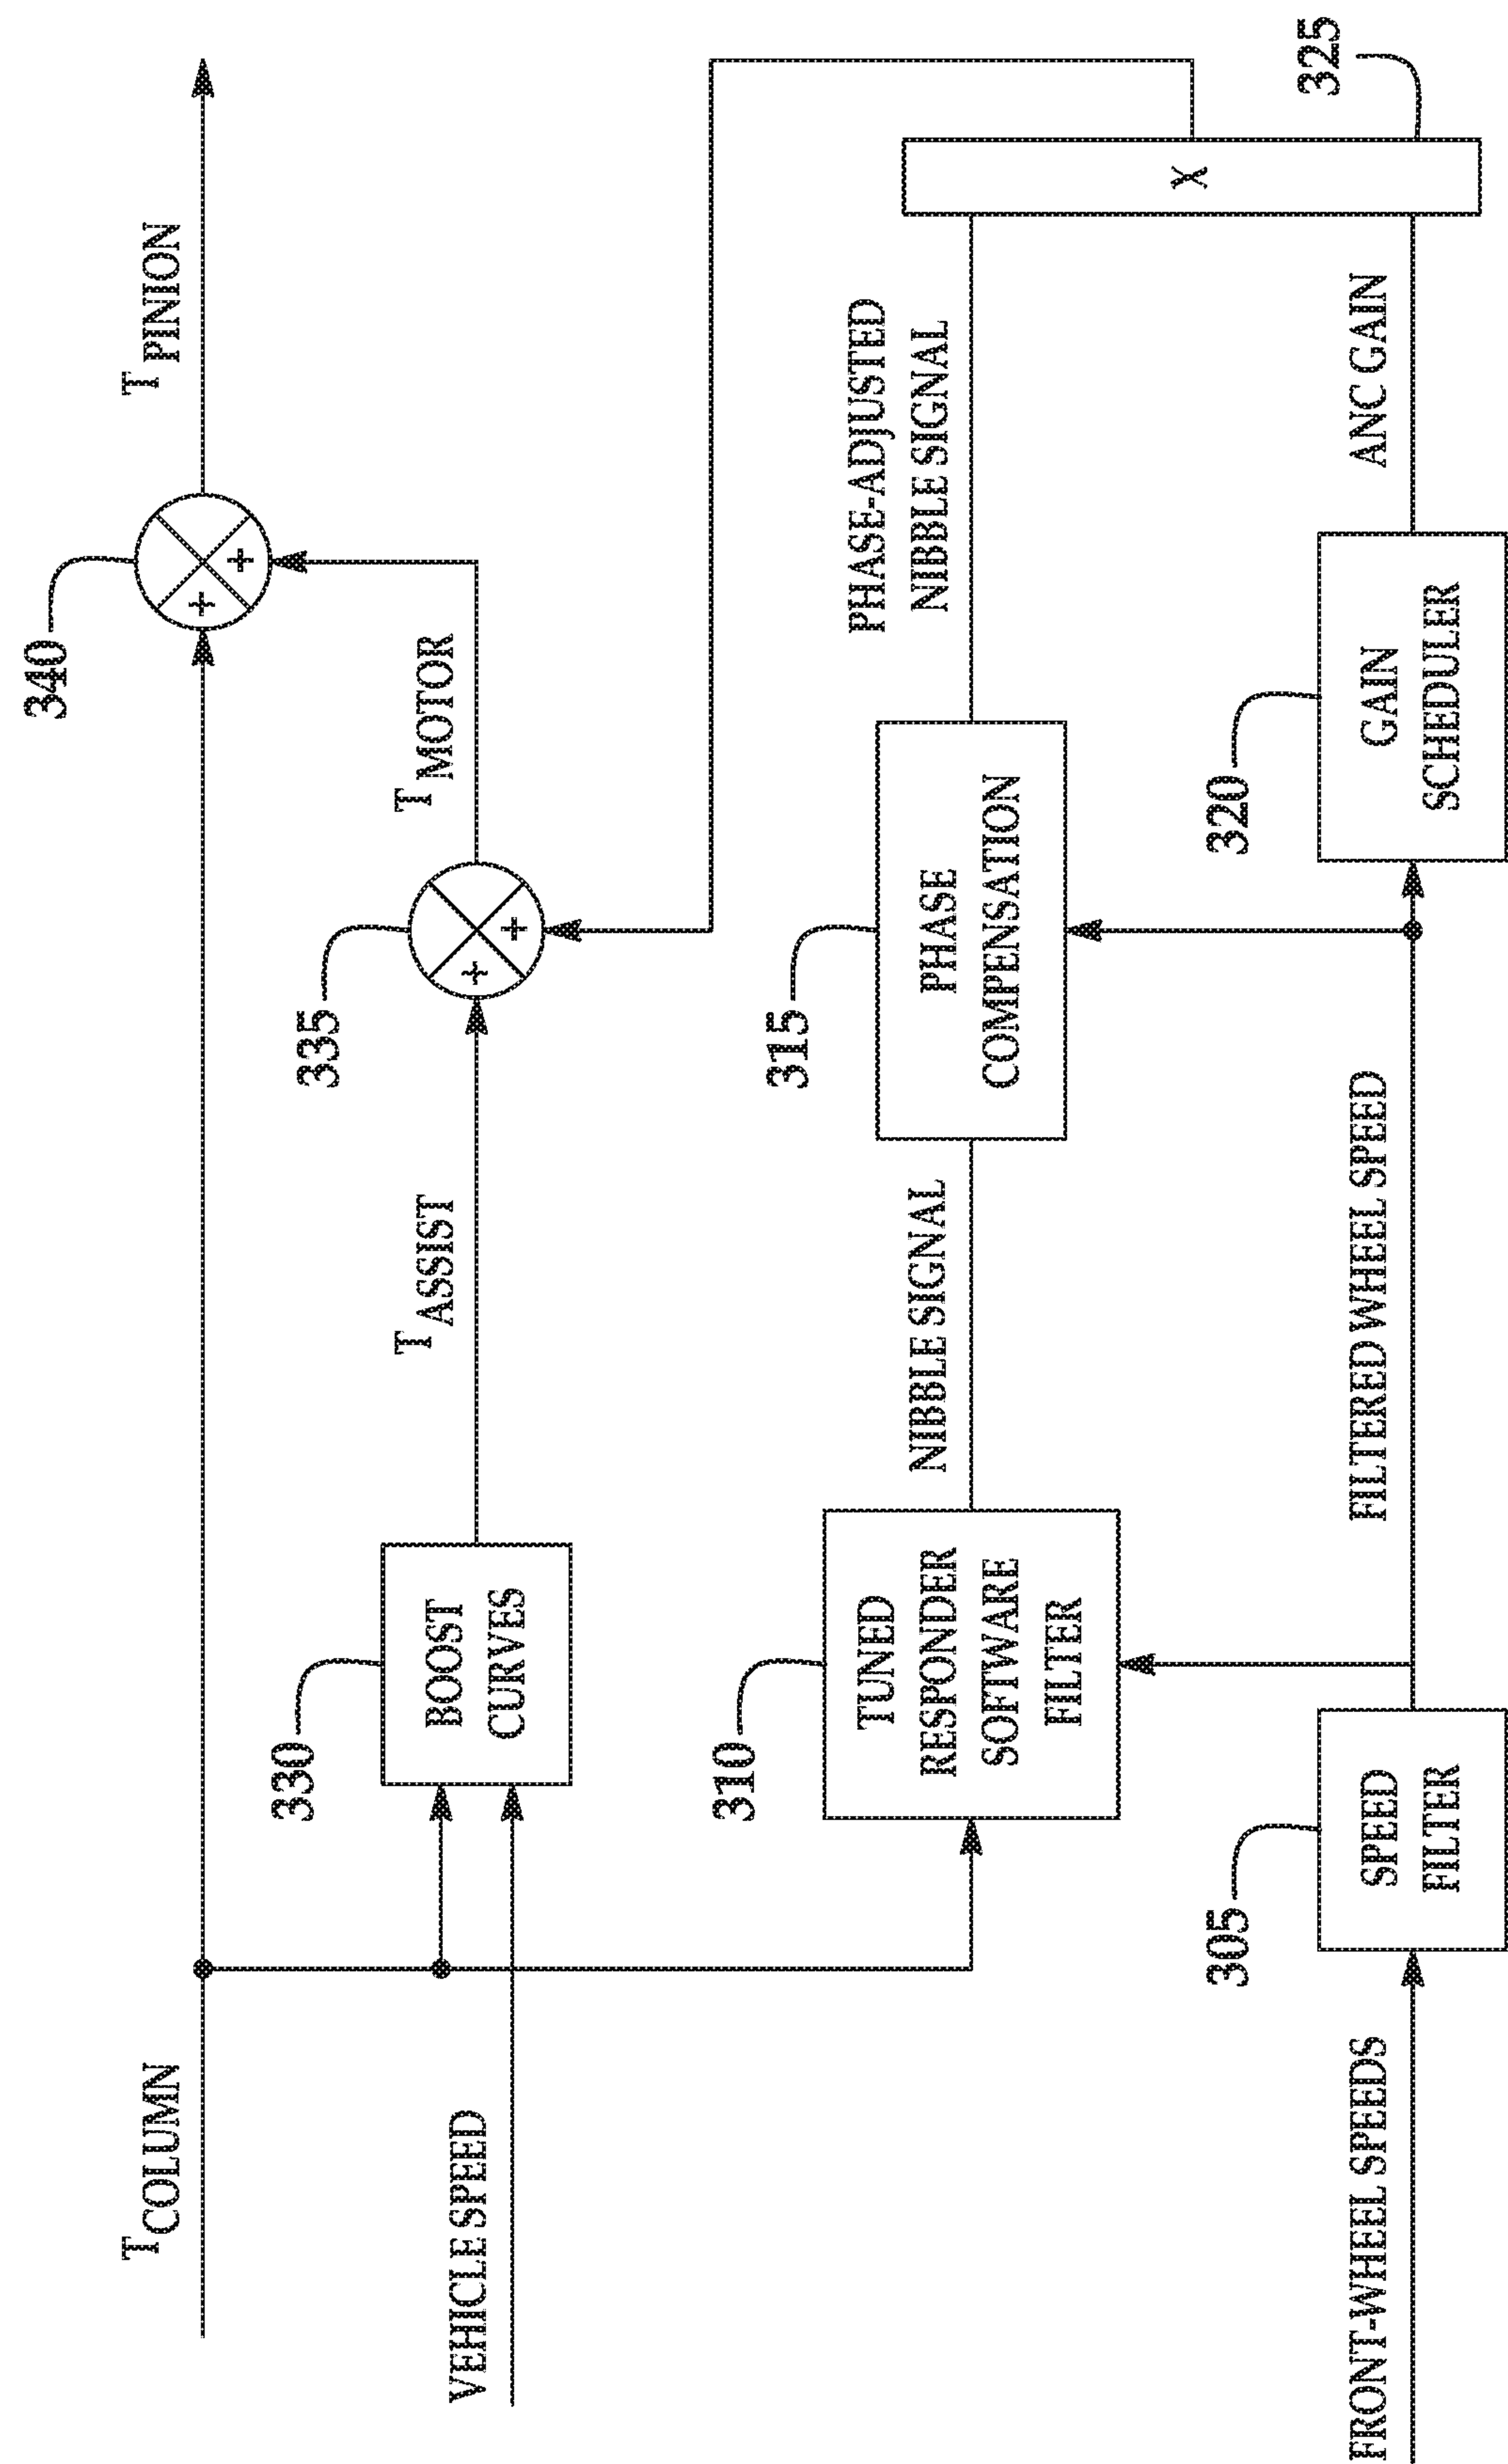 340
T PINION
+
+
T COLUMN
335
T MOTOR
+
+
T ASSIST
330
BOOST
CURVES
VEHICLE SPEED
325
X
PHASE-ADJUSTED
NIBBLE SIGNAL
315
PHASE
COMPENSATION
NIBBLE SIGNAL
310
TUNED
RESPONDER
SOFTWARE
FILTER
ANC GAIN
320
GAIN
SCHEDULER
FILTERED WHEEL SPEED
305
SPEED
FILTER
FRONT-WHEEL SPEEDS